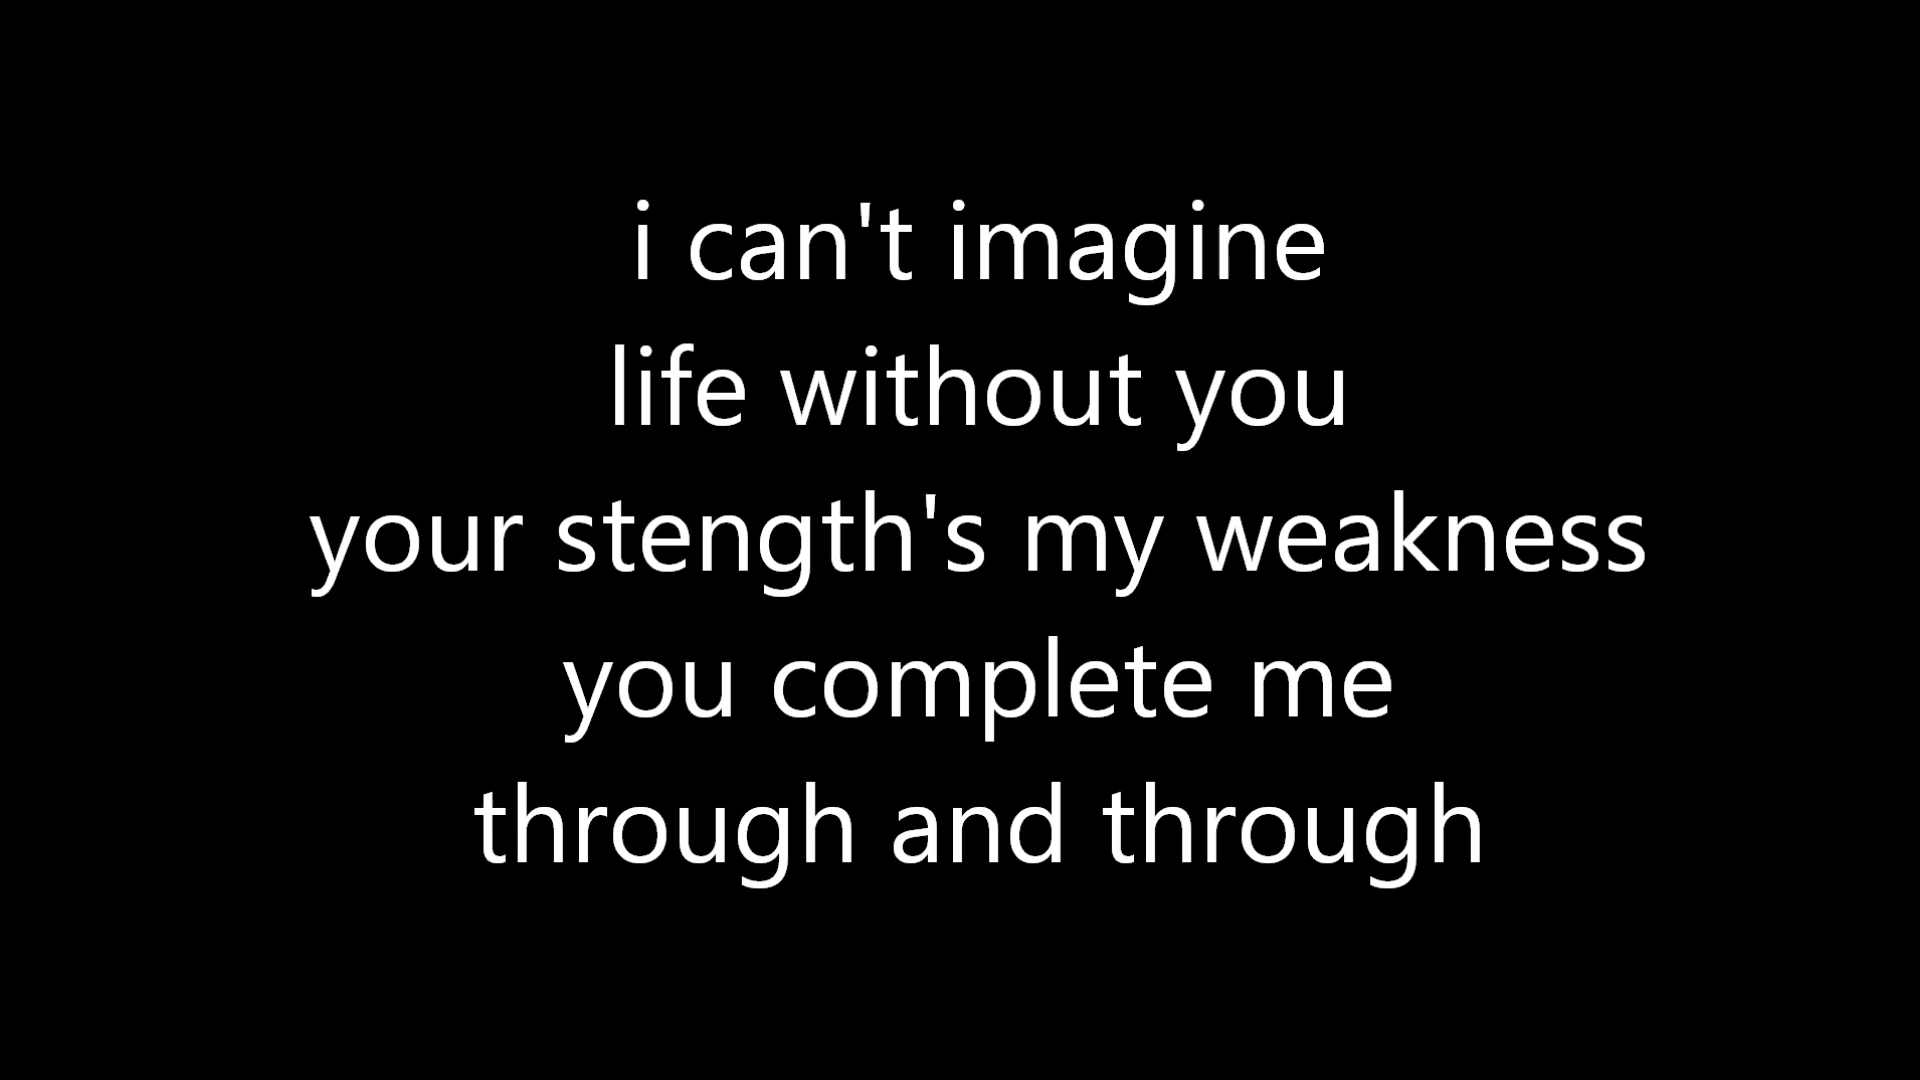 i can't imagine
life without you
your stength's my weakness
you complete me
through and through